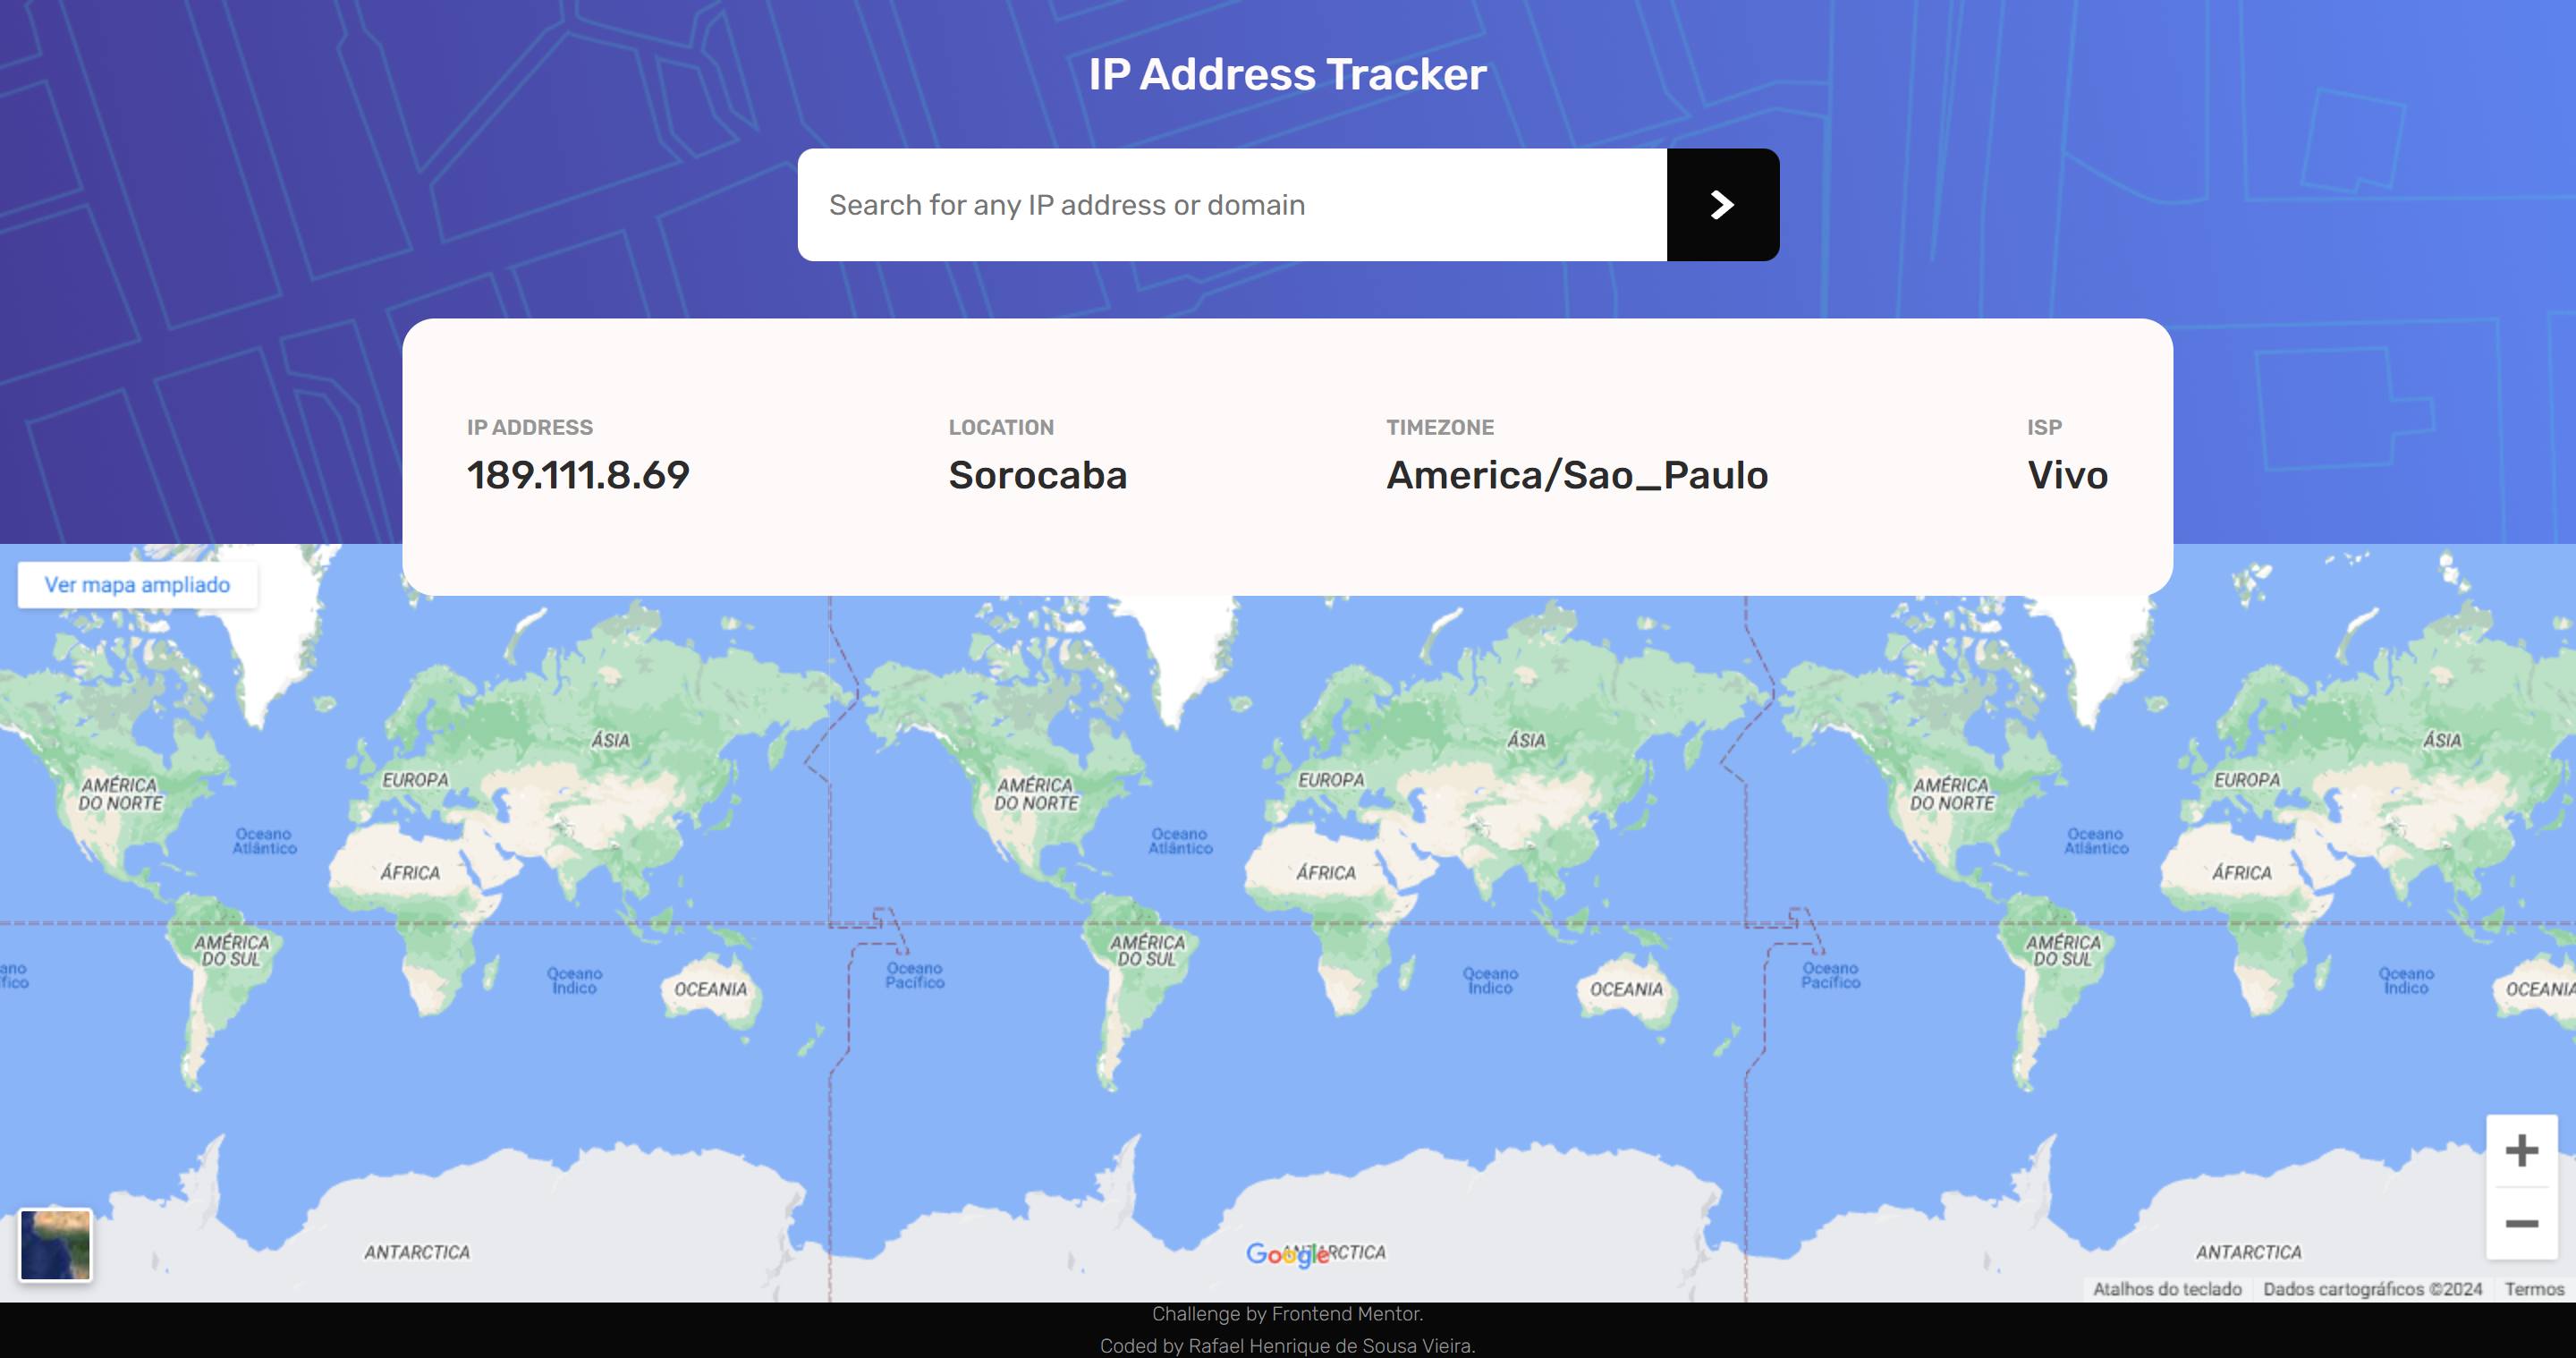 IP Address Tracker
Search for any IP address or domain
IP ADDRESS
189.111.8.69
LOCATION
Sorocaba
TIMEZONE
America/Sao_Paulo
ISP
Vivo
Ver mapa ampliado
ÁSIA
ÁSIA
ÁSIA
EUROPA
EUROPA
EUROPA
AMÉRICA
DO NORTE
AMÉRICA
DO NORTE
AMÉRICA
DO NORTE
Oceano
Atlântico
Oceano
Atlântico
Oceano
Atlântico
ÁFRICA
ÁFRICA
ÁFRICA
AMÉRICA
DO SUL
AMÉRICA
DO SUL
AMÉRICA
DO SUL
ano
fico
Oceano
Índico
Oceano
Pacífico
Oceano
Índico
Oceano
Pacífico
Oceano
Índico
OCEANIA
OCEANIA
OCEANIA
ANTARCTICA
Google
ANTARCTICA
ANTARCTICA
Atalhos do teclado
Dados cartográficos ©2024
Termos
Challenge by Frontend Mentor.
Coded by Rafael Henrique de Sousa Vieira.